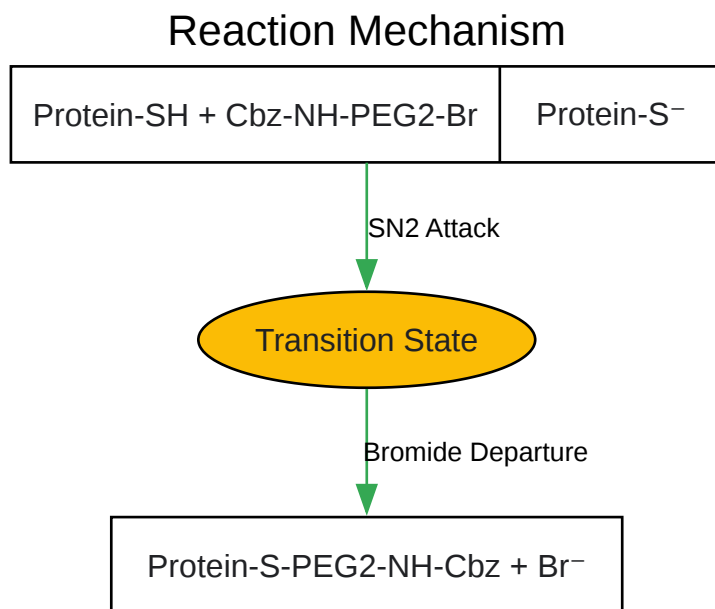 Reaction Mechanism
Protein-SH + Cbz-NH-PEG2-Br
Protein-S⁻
SN2 Attack
Transition State
Bromide Departure
Protein-S-PEG2-NH-Cbz + Br⁻